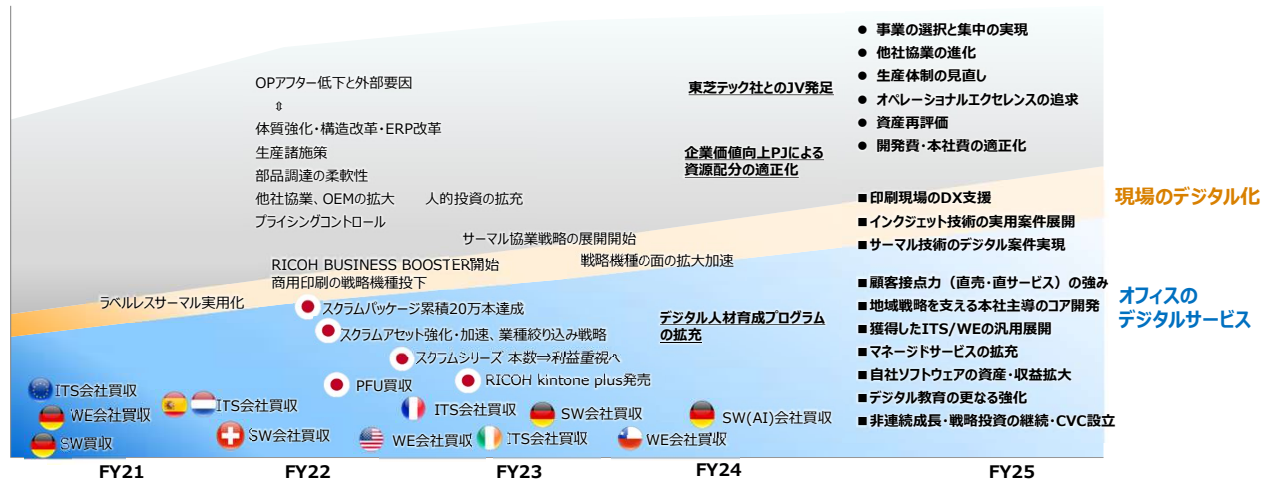 OPアフター低下と外部要因
⇕
体質強化・構造改革・ERP改革
生産諸施策
部品調達の柔軟性
他社協業、OEMの拡大
人的投資の拡充
プライシングコントロール
東芝テック社とのJV発足
企業価値向上PJによる
資源配分の適正化
● 事業の選択と集中の実現
● 他社協業の進化
● 生産体制の見直し
● オペレーショナルエクセレンスの追求
● 資産再評価
● 開発費・本社費の適正化
ラベルレスサーマル実用化
RICOH BUSINESS BOOSTER開始
商用印刷の戦略機種投下
サーマル協業戦略の展開開始
戦略機種の面の拡大加速
■印刷現場のDX支援
■インクジェット技術の実用案件展開
■サーマル技術のデジタル案件実現
現場のデジタル化
スクラムパッケージ累積20万本達成
スクラムアセット強化・加速、業種絞り込み戦略
スクラムシリーズ 本数⇒利益重視へ
PFU買収
RICOH kintone plus発売
デジタル人材育成プログラム
の拡充
ITS会社買収
WE会社買収
SW買収
ITS会社買収
SW会社買収
ITS会社買収
WE会社買収
SW会社買収
ITS会社買収
WE会社買収
SW(AI)会社買収
■顧客接点力（直売・直サービス）の強み
■地域戦略を支える本社主導のコア開発
■獲得したITS/WEの汎用展開
■マネージドサービスの拡充
■自社ソフトウェアの資産・収益拡大
■デジタル教育の更なる強化
■非連続成長・戦略投資の継続・CVC設立
オフィスの
デジタルサービス
FY21
FY22
FY23
FY24
FY25